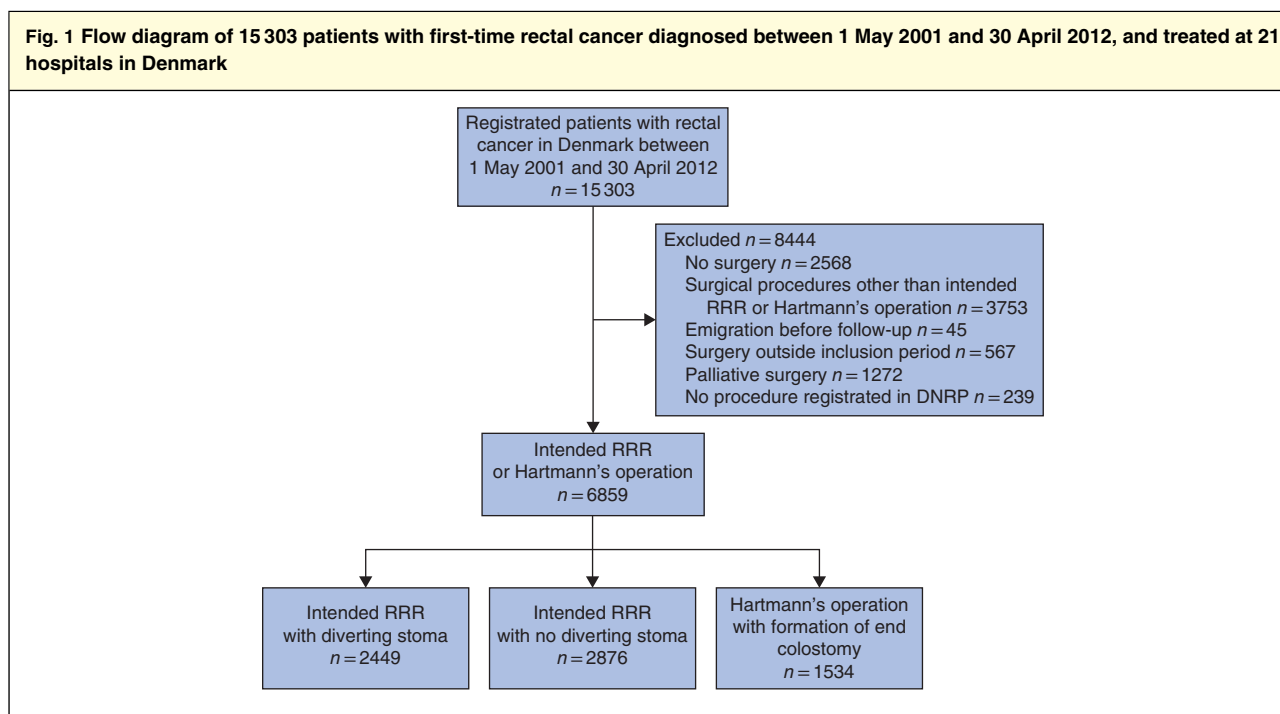 Fig. 1 Flow diagram of 15 303 patients with first-time rectal cancer diagnosed between 1 May 2001 and 30 April 2012, and treated at 21
hospitals in Denmark
Registrated patients with rectal
cancer in Denmark between
1 May 2001 and 30 April 2012
n = 15 303
Excluded n = 8444
No surgery n = 2568
Surgical procedures other than intended
RRR or Hartmann's operation n = 3753
Emigration before follow-up n = 45
Surgery outside inclusion period n = 567
Palliative surgery n = 1272
No procedure registrated in DNRP n = 239
Intended RRR
or Hartmann's operation
n = 6859
Intended RRR
with diverting stoma
n = 2449
Intended RRR
with no diverting stoma
n = 2876
Hartmann's operation
with formation of end
colostomy
n = 1534